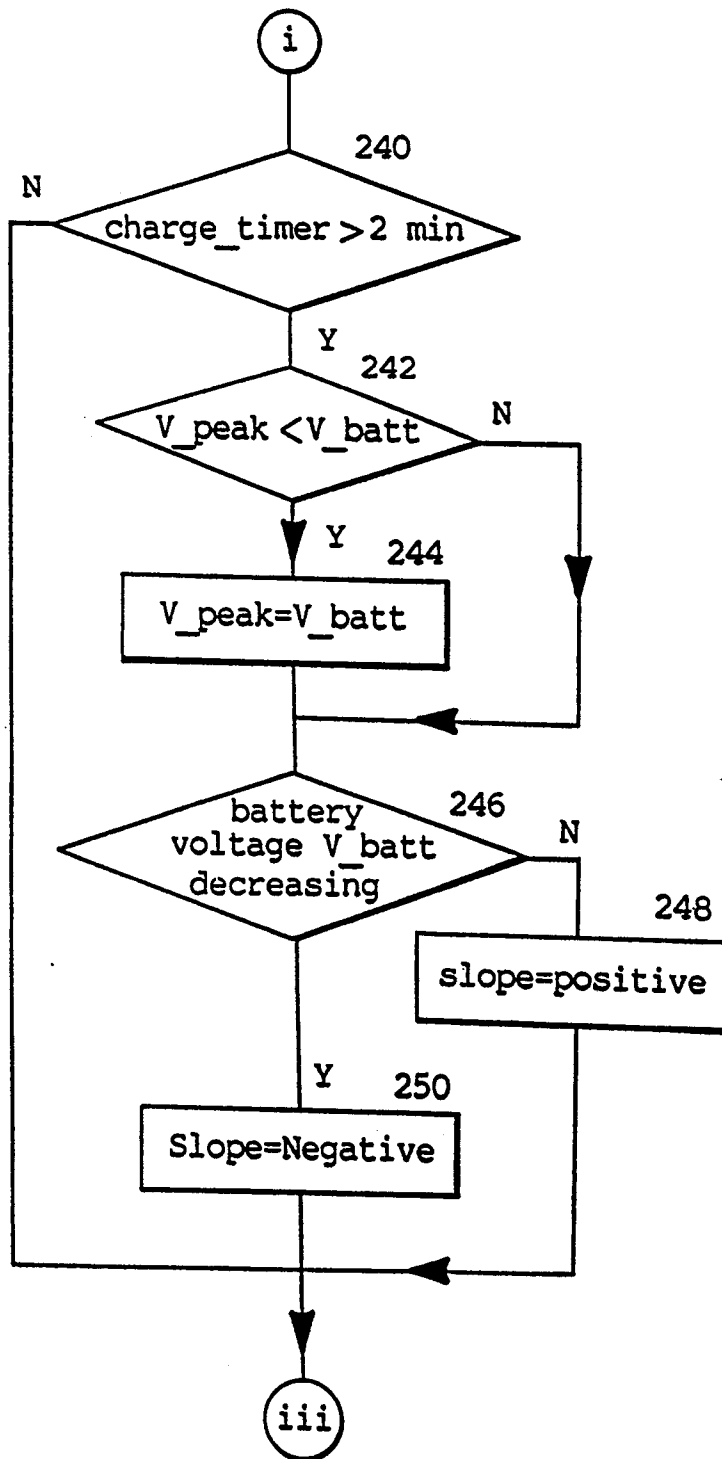 i
240
N
charge_timer > 2 min
Y
242
V_peak < V_batt
N
Y
244
V_peak=V_batt
battery
246
voltage V_batt
N
decreasing
248
slope=positive
Y
250
Slope=Negative
iii